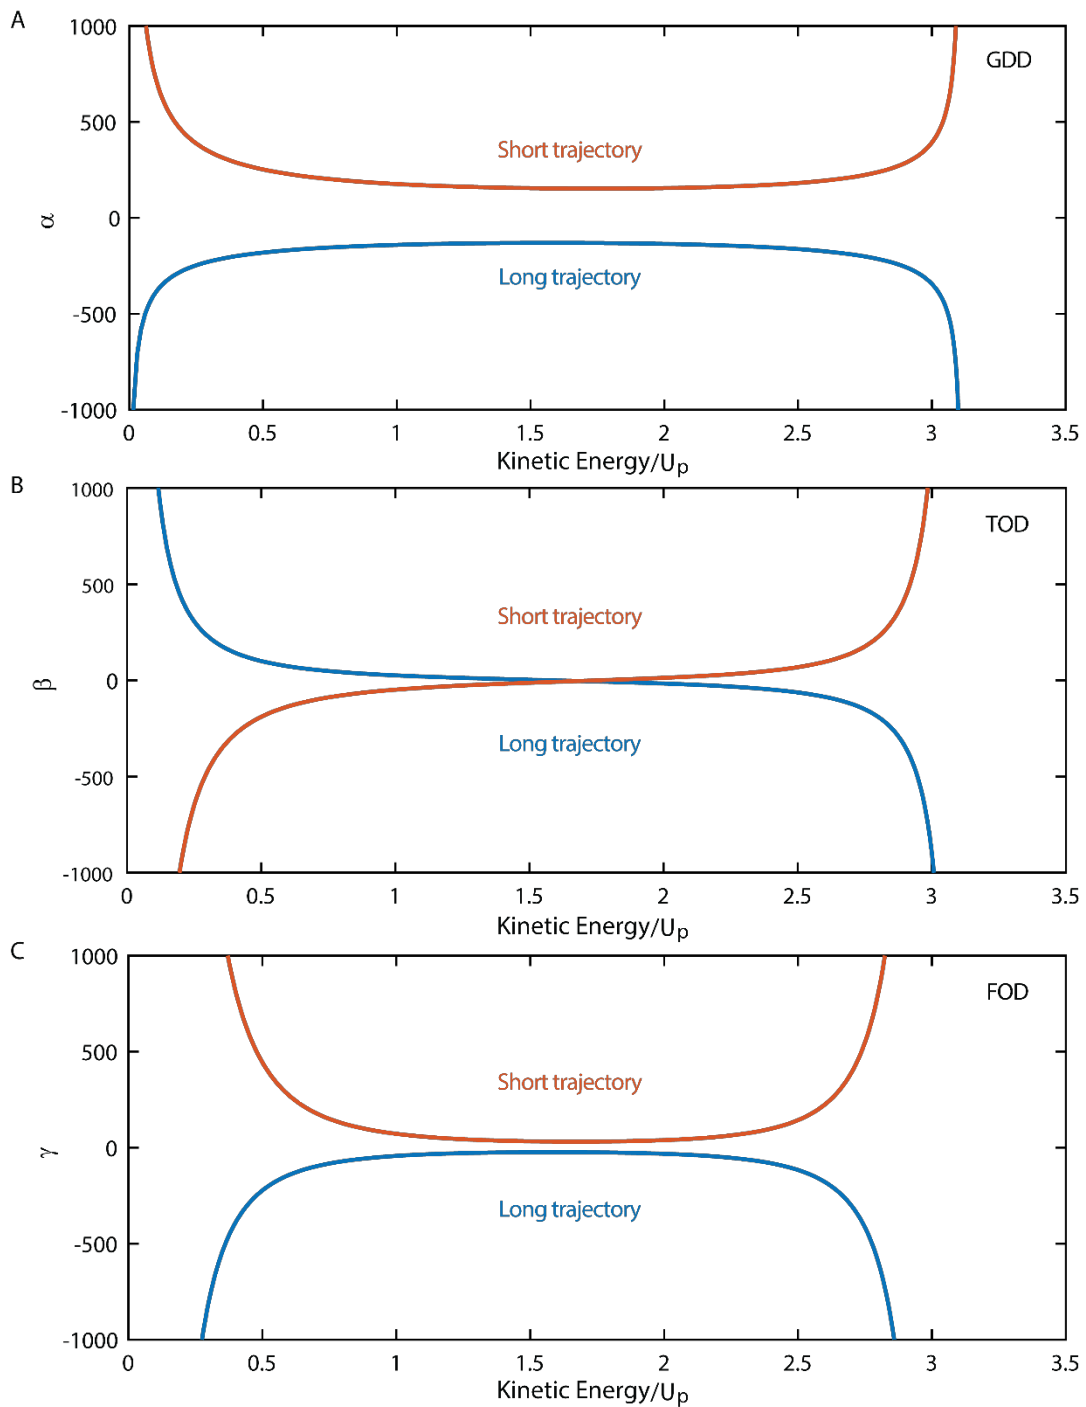 A
1000
GDD
500
Short trajectory
α
0
Long trajectory
-500
-1000
0 0.5 1 1.5 2 2.5 3 3.5
Kinetic Energy/Up
B
1000
TOD
500
Short trajectory
β
0
Long trajectory
-500
-1000
0 0.5 1 1.5 2 2.5 3 3.5
Kinetic Energy/Up
C
1000
FOD
500
Short trajectory
γ
0
Long trajectory
-500
-1000
0 0.5 1 1.5 2 2.5 3 3.5
Kinetic Energy/Up